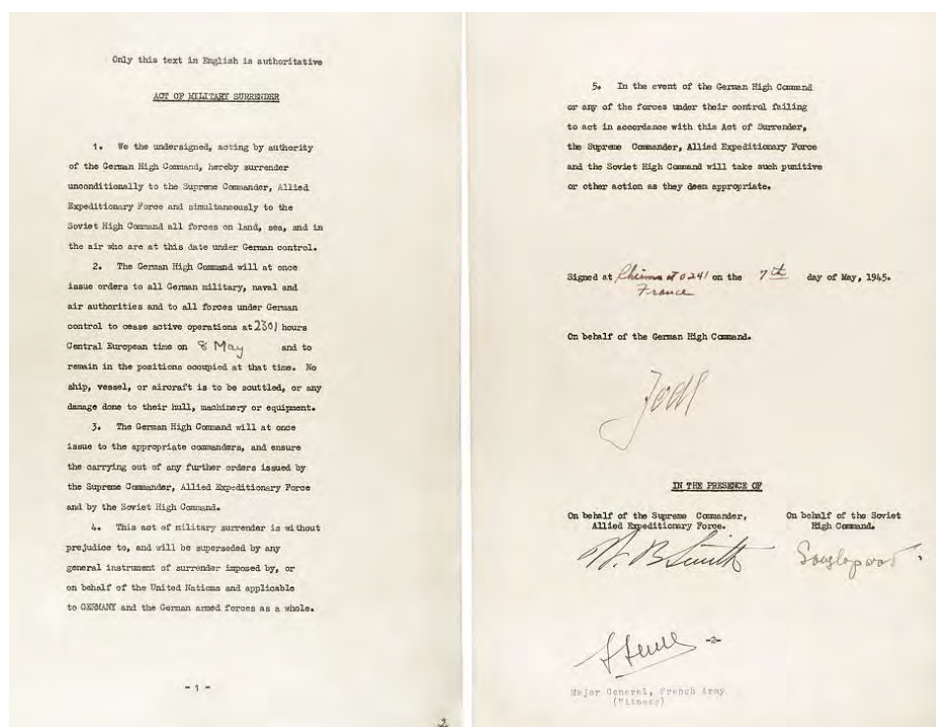 Only this text in English is authoritative
ACT OF MILITARY SURRENDER
1. We the undersigned, acting by authority
of the German High Command, hereby surrender
unconditionally to the Supreme Commander, Allied
Expeditionary Force and simultaneously to the
Soviet High Command all forces on land, sea, and in
the air who are at this date under German control.
2. The German High Command will at once
issue orders to all German military, naval and
air authorities and to all forces under German
control to cease active operations at 2301 hours
Central European time on 8 May and to
remain in the positions occupied at that time. No
ship, vessel, or aircraft is to be scuttled, or any
damage done to their hull, machinery or equipment.
3. The German High Command will at once
issue to the appropriate commanders, and ensure
the carrying out of any further orders issued by
the Supreme Commander, Allied Expeditionary Force
and by the Soviet High Command.
4. This act of military surrender is without
prejudice to, and will be superseded by any
general instrument of surrender imposed by, or
on behalf of the United Nations and applicable
to GERMANY and the German armed forces as a whole.
- 1 -
5. In the event of the German High Command
or any of the forces under their control failing
to act in accordance with this Act of Surrender,
the Supreme Commander, Allied Expeditionary Force
and the Soviet High Command will take such punitive
or other action as they deem appropriate.
Signed at Rheims at 0241 on the 7th day of May, 1945.
France
On behalf of the German High Command.
Jodl
IN THE PRESENCE OF
On behalf of the Supreme Commander,
Allied Expeditionary Force.
On behalf of the Soviet
High Command.
W. B. Smith
Souslaparov
-2-
Major General, French Army
(Witness)